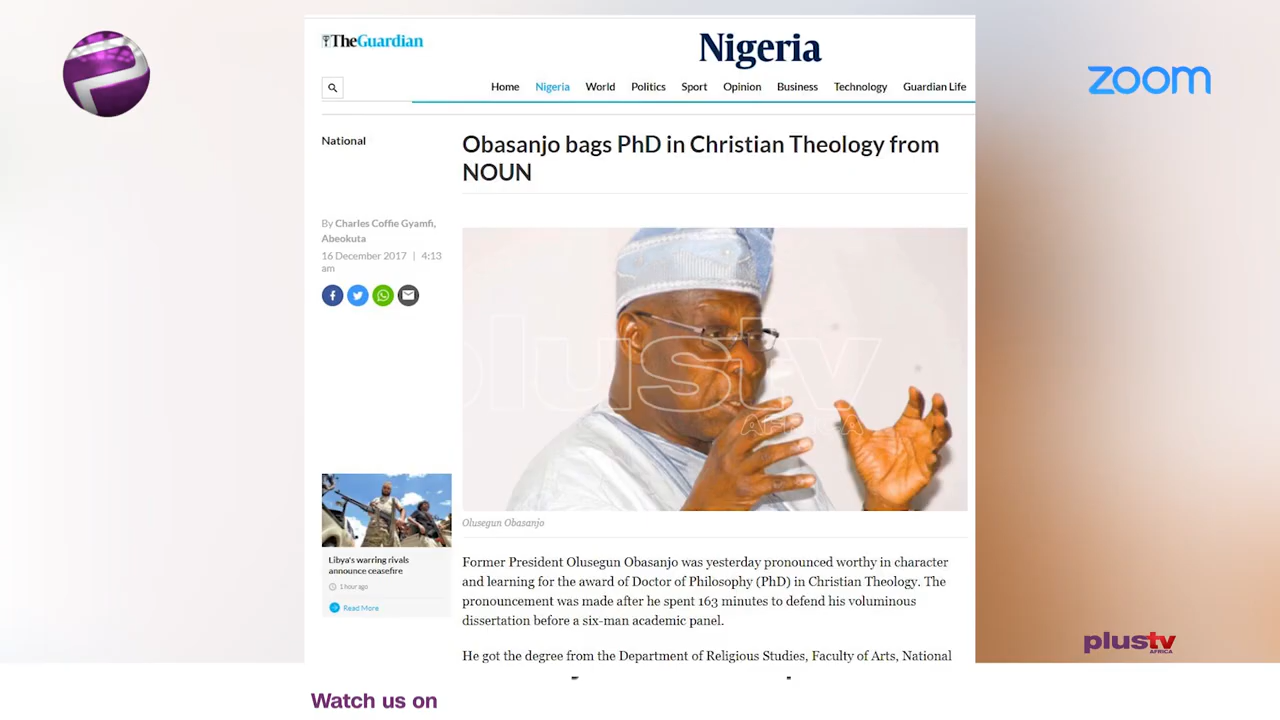 TheGuardian
Nigeria
zoom
Home Nigeria World Politics Sport Opinion Business Technology Guardian Life
National
Obasanjo bags PhD in Christian Theology from
NOUN
By Charles Coffie Gyamfi,
Abeokuta
16 December 2017 | 4:13
am
plustv
AFRICA
Olusegun Obasanjo
Libya's warring rivals
announce ceasefire
1 hour ago
Read More
Former President Olusegun Obasanjo was yesterday pronounced worthy in character
and learning for the award of Doctor of Philosophy (PhD) in Christian Theology. The
pronouncement was made after he spent 163 minutes to defend his voluminous
dissertation before a six-man academic panel.
He got the degree from the Department of Religious Studies, Faculty of Arts, National
plustv
AFRICA
Watch us on